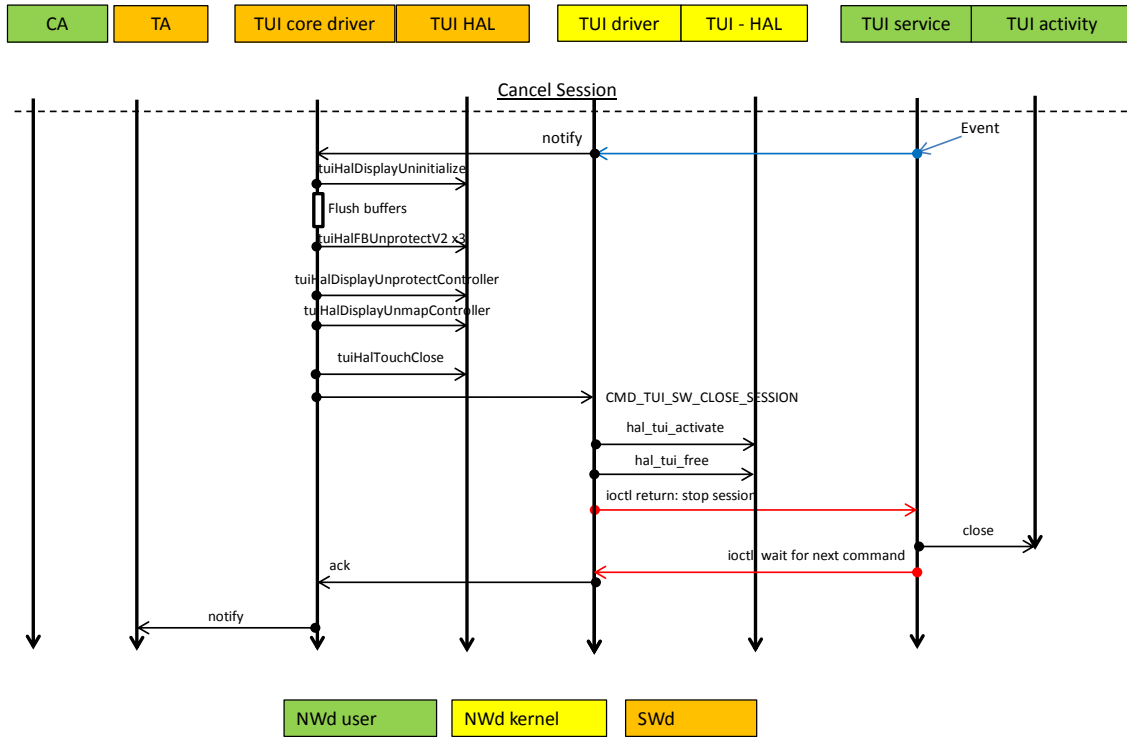 CA
TA
TUI core driver
TUI HAL
TUI driver
TUI - HAL
TUI service
TUI activity
Cancel Session
Event
notify
tuiHalDisplayUninitialize
Flush buffers
tuiHalFBUnprotectV2 x3
tuiHalDisplayUnprotectController
tuiHalDisplayUnmapController
tuiHalTouchClose
CMD_TUI_SW_CLOSE_SESSION
hal_tui_activate
hal_tui_free
ioctl return: stop session
close
ioctl wait for next command
ack
notify
NWd user
NWd kernel
SWd